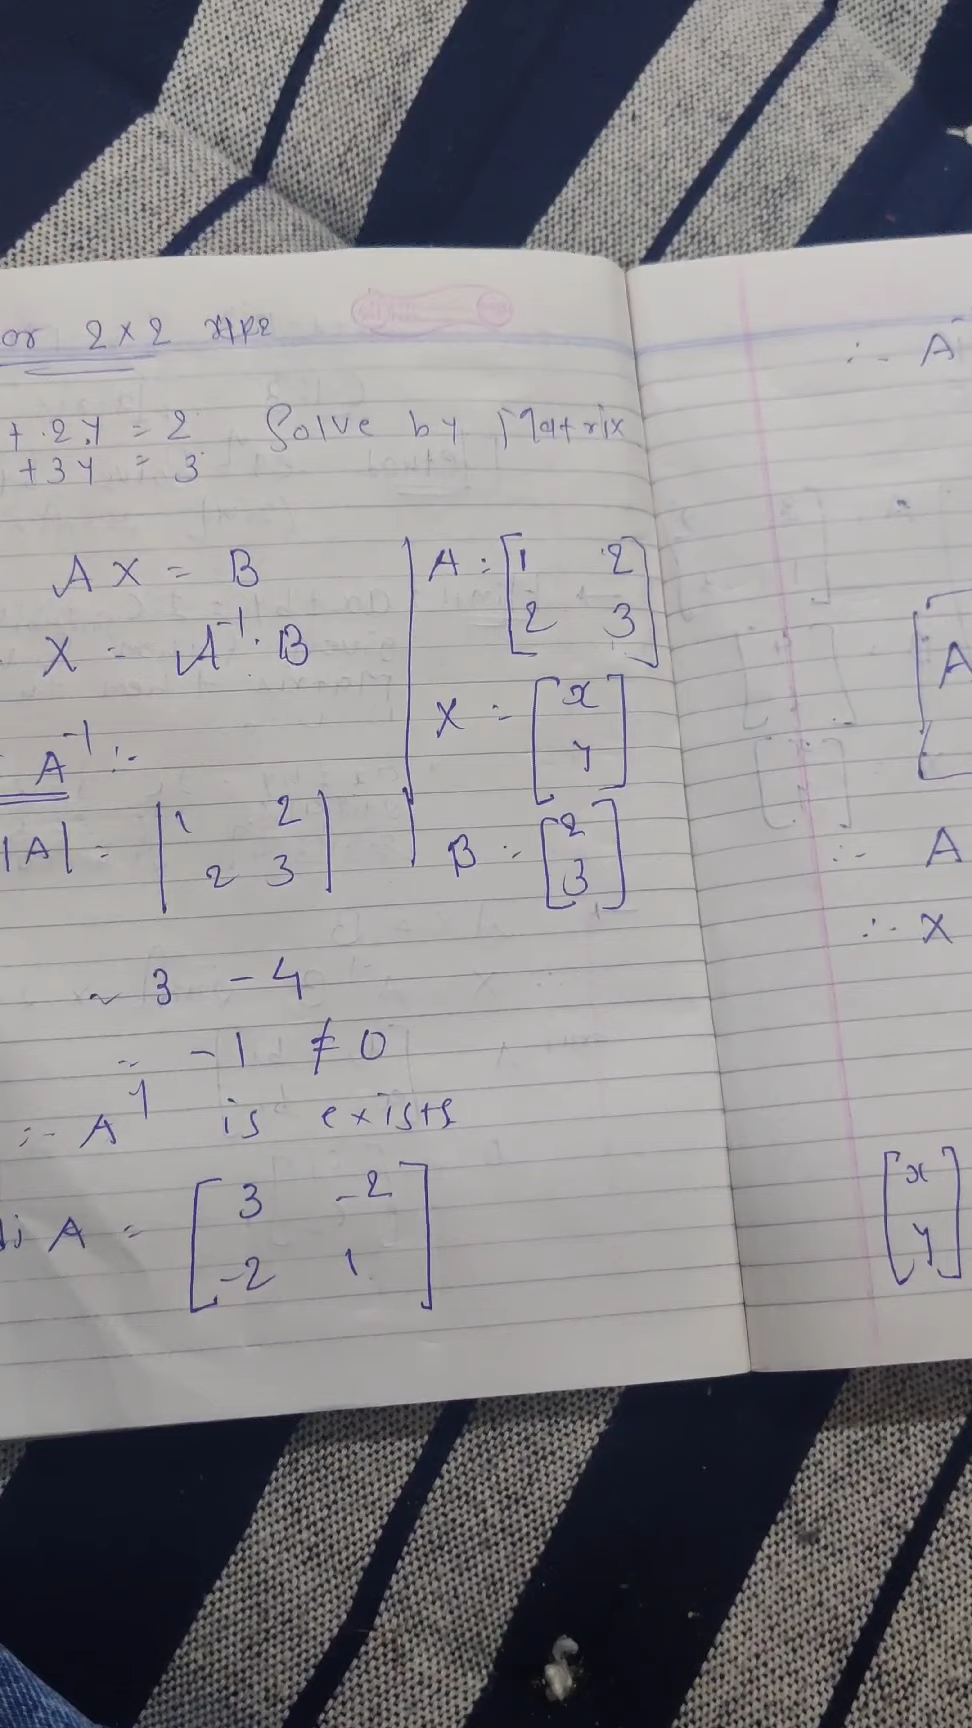 or 2 x 2
+ 2y = 2 Solve by Matrix
+ 3y = 3
AX = B
X = A⁻¹. B
A⁻¹ :-
|A| = | 1 2
2 3 |
= 3 - 4
= -1 ≠ 0
∴ A⁻¹ is exists
A = [ 3 -2
-2 1 ]
A = [ 1 2
2 3 ]
X = [ x
y ]
B = [ 2
3 ]
∴ A
A
∴ A
∴ X
[ x
y ]